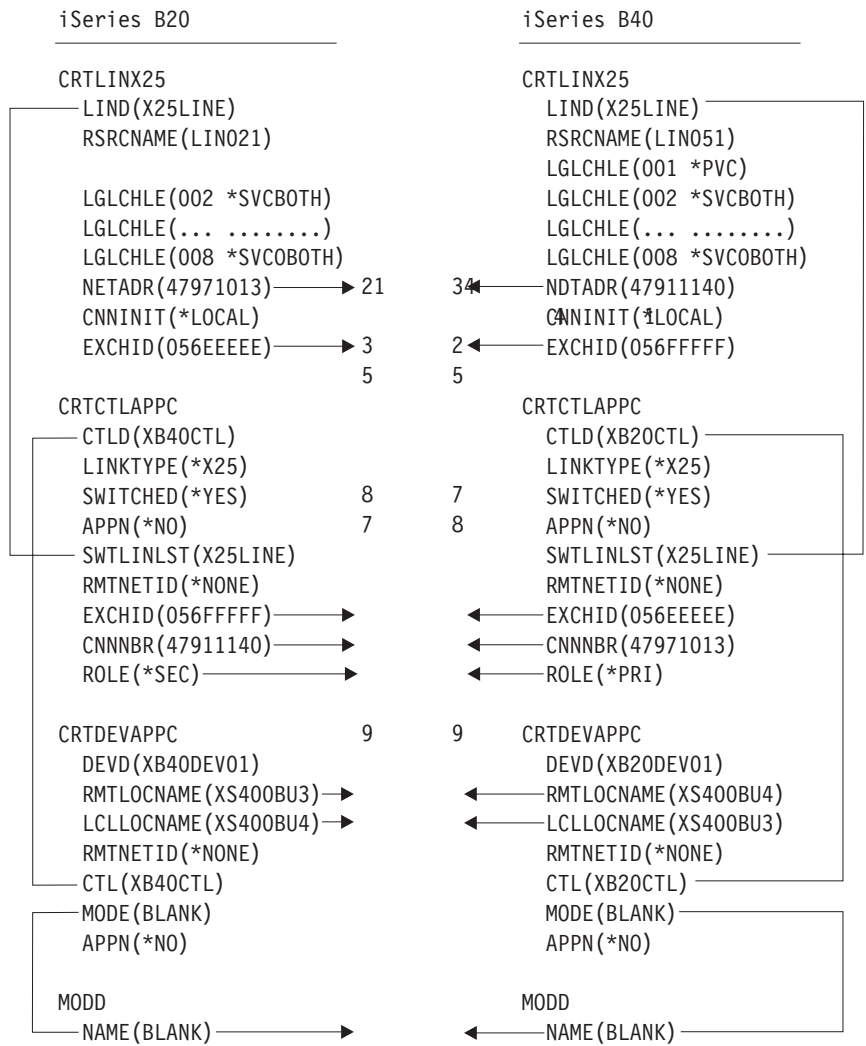 iSeries B20 iSeries B40
CRTLINX25 CRTLINX25
LIND(X25LINE) LIND(X25LINE)
RSRCNAME(LIN021) RSRCNAME(LIN051)
LGLCHLE(001 *PVC)
LGLCHLE(002 *SVCBOTH) LGLCHLE(002 *SVCBOTH)
LGLCHLE(... ........) LGLCHLE(... ........)
LGLCHLE(008 *SVCOBOTH) LGLCHLE(008 *SVCOBOTH)
NETADR(47971013) 21 34 NDTADR(47911140)
CNNINIT(*LOCAL) CNNINIT(*LOCAL)
EXCHID(056EEEEE) 3 2 EXCHID(056FFFFF)
5 5
CRTCTLAPPC CRTCTLAPPC
CTLD(XB40CTL) CTLD(XB20CTL)
LINKTYPE(*X25) LINKTYPE(*X25)
SWITCHED(*YES) 8 7 SWITCHED(*YES)
APPN(*NO) 7 8 APPN(*NO)
SWTLINLST(X25LINE) SWTLINLST(X25LINE)
RMTNETID(*NONE) RMTNETID(*NONE)
EXCHID(056FFFFF) EXCHID(056EEEEE)
CNNNBR(47911140) CNNNBR(47971013)
ROLE(*SEC) ROLE(*PRI)
CRTDEVAPPC 9 9 CRTDEVAPPC
DEVD(XB40DEV01) DEVD(XB20DEV01)
RMTLOCNAME(XS400BU3) RMTLOCNAME(XS400BU4)
LCLLOCNAME(XS400BU4) LCLLOCNAME(XS400BU3)
RMTNETID(*NONE) RMTNETID(*NONE)
CTL(XB40CTL) CTL(XB20CTL)
MODE(BLANK) MODE(BLANK)
APPN(*NO) APPN(*NO)
MODD MODD
NAME(BLANK) NAME(BLANK)